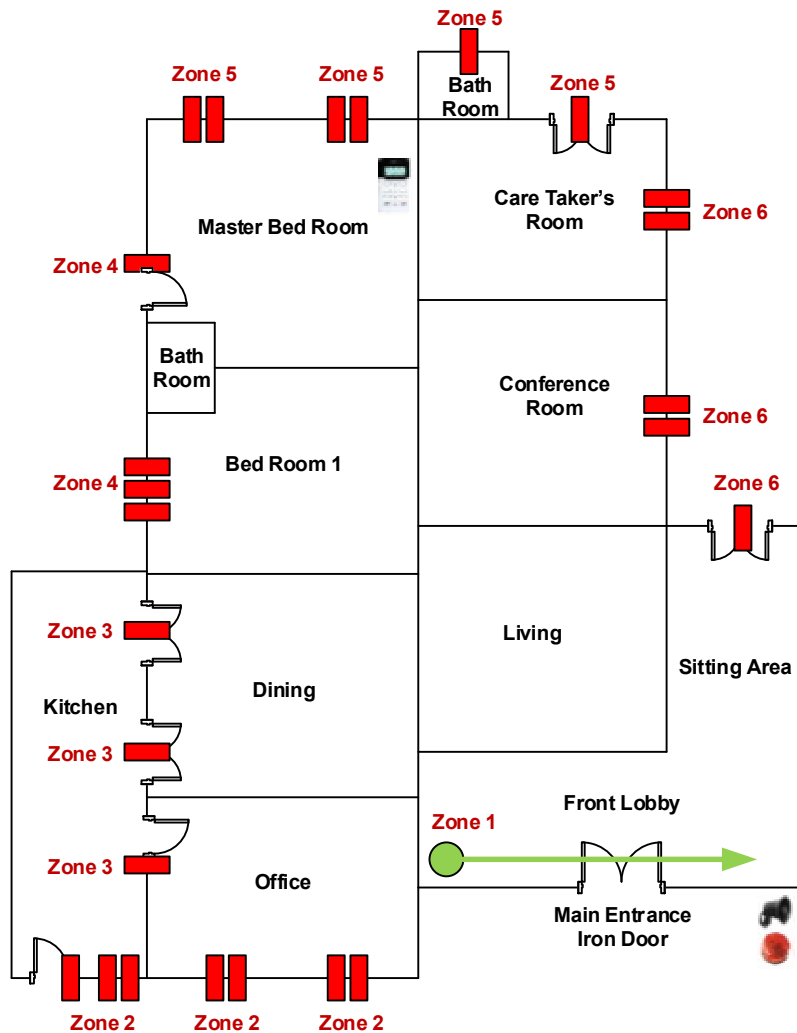 Zone 5
Zone 5
Zone 5
Bath
Room
Zone 5
Master Bed Room
Care Taker's
Room
Zone 6
Zone 4
Bath
Room
Conference
Room
Zone 6
Bed Room 1
Zone 4
Zone 6
Zone 3
Living
Sitting Area
Dining
Kitchen
Zone 3
Front Lobby
Zone 1
Zone 3
Office
Main Entrance
Iron Door
Zone 2
Zone 2
Zone 2